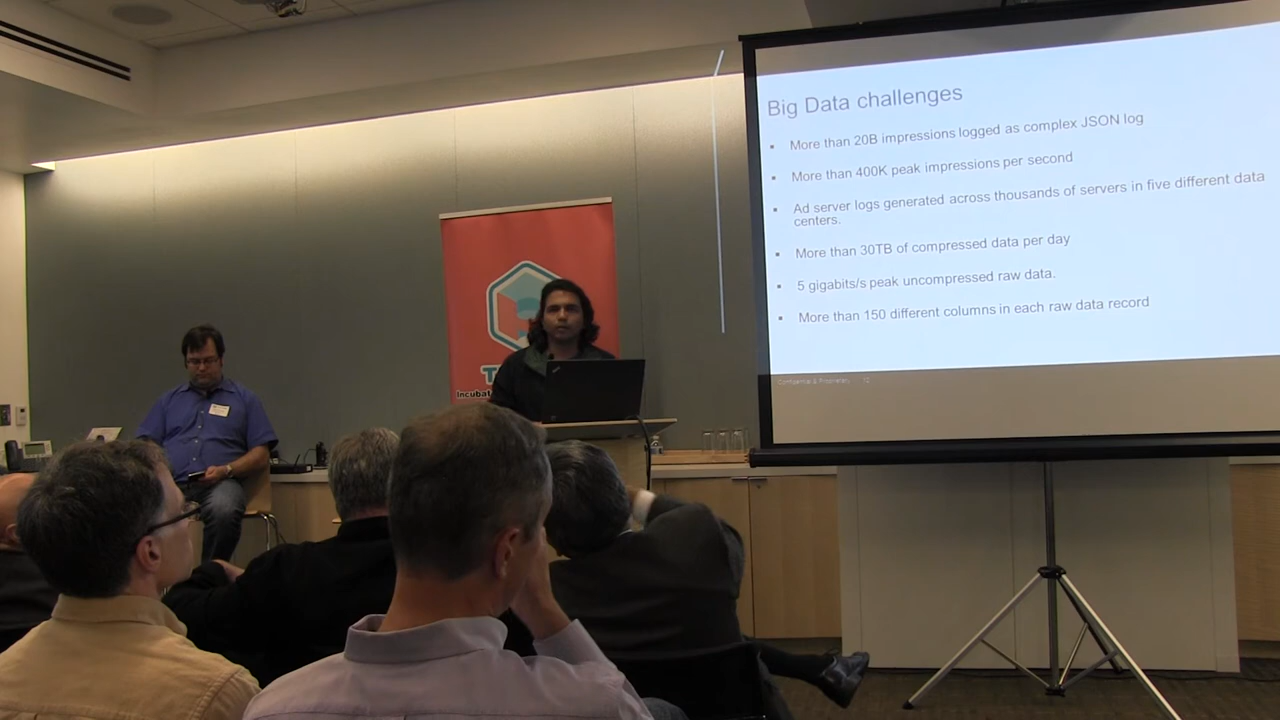 Big Data challenges
More than 20B impressions logged as complex JSON log
More than 400K peak impressions per second
Ad server logs generated across thousands of servers in five different data
centers.
More than 30TB of compressed data per day
5 gigabits/s peak uncompressed raw data.
More than 150 different columns in each raw data record
Confidential & Proprietary